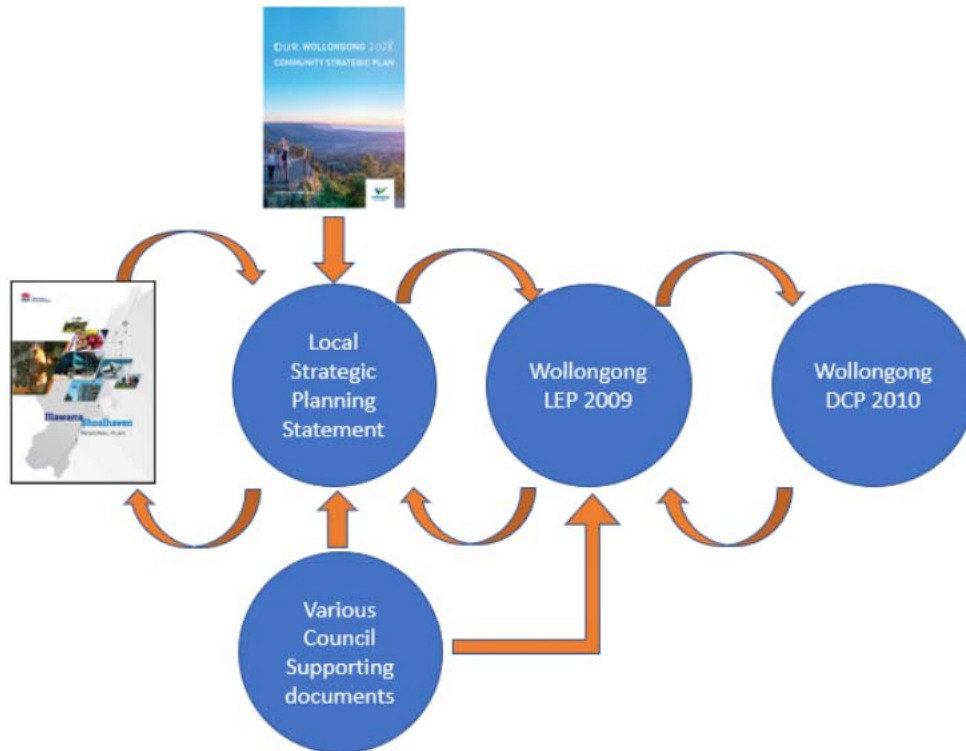 OUR WOLLONGONG 2028
COMMUNITY STRATEGIC PLAN
Illawarra
Shoalhaven
REGIONAL PLAN
Local
Strategic
Planning
Statement
Wollongong
LEP 2009
Wollongong
DCP 2010
Various
Council
Supporting
documents